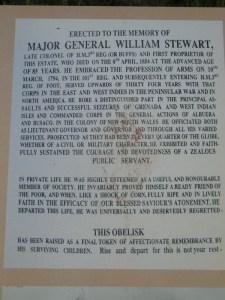 ERECTED TO THE MEMORY OF
MAJOR GENERAL WILLIAM STEWART,
LATE COLONEL OF H.M.3RD REG (OR BUFFS) AND FIRST PROPRIETOR OF
THIS ESTATE, WHO DIED ON THE 8TH APRIL, 1854 AT THE ADVANCED AGE
OF 85 YEARS. HE EMBRACED THE PROFESSION OF ARMS ON
MARCH, 1794, IN THE REG. AND SUBSEQUENTLY ENTERING H.M.3RD
REG. OF FOOT, SERVED UPWARDS OF THIRTY FOUR YEARS WITH THAT
CORPS IN THE EAST AND WEST INDIES IN THE PENINSULAR WAR AND IN
NORTH AMERICA. HE BORE A DISTINGUISHED PART IN THE PRINCIPAL AS-
SAULTS AND SUCCESSFUL SEIZURES OF GRENADA AND WEST INDIAN
ISLES AND COMMANDED CORPS IN THE GENERAL ACTIONS OF ALBUERA
AND BUSACO. IN THE COLONY OF NEW SOUTH WALES HE OFFICIATED BOTH
AS LIEUTENANT GOVERNOR AND GOVERNOR AND THROUGH ALL HIS VARIED
SERVICES, PROSECUTED AS THEY HAD BEEN IN EVERY QUARTER OF THE GLOBE,
WHETHER OF A CIVIL OR MILITARY CHARACTER, HE EXHIBITED AND FAITH-
FULLY SUSTAINED THE COURAGE AND DEVOTEDNESS OF A ZEALOUS
PUBLIC SERVANT.
IN PRIVATE LIFE HE WAS HIGHLY ESTEEMED AS A USEFUL AND HONOURABLE
MEMBER OF SOCIETY. HE INVARIABLY PROVED HIMSELF A READY FRIEND OF
THE POOR AND, WHEN, LIKE A SHOCK OF CORN, FULLY RIPE AND IN LIVELY
FAITH IN THE EFFICACY OF OUR BLESSED SAVIOUR'S ATONEMENT, HE
DEPARTED THIS LIFE, HE WAS UNIVERSALLY AND DESERVEDLY REGRETTED
THIS OBELISK
HAS BEEN RAISED AS A FINAL TOKEN OF AFFECTIONATE REMEMBRANCE BY
HIS SURVIVING CHILDREN. Rise and depart for this is not your rest -